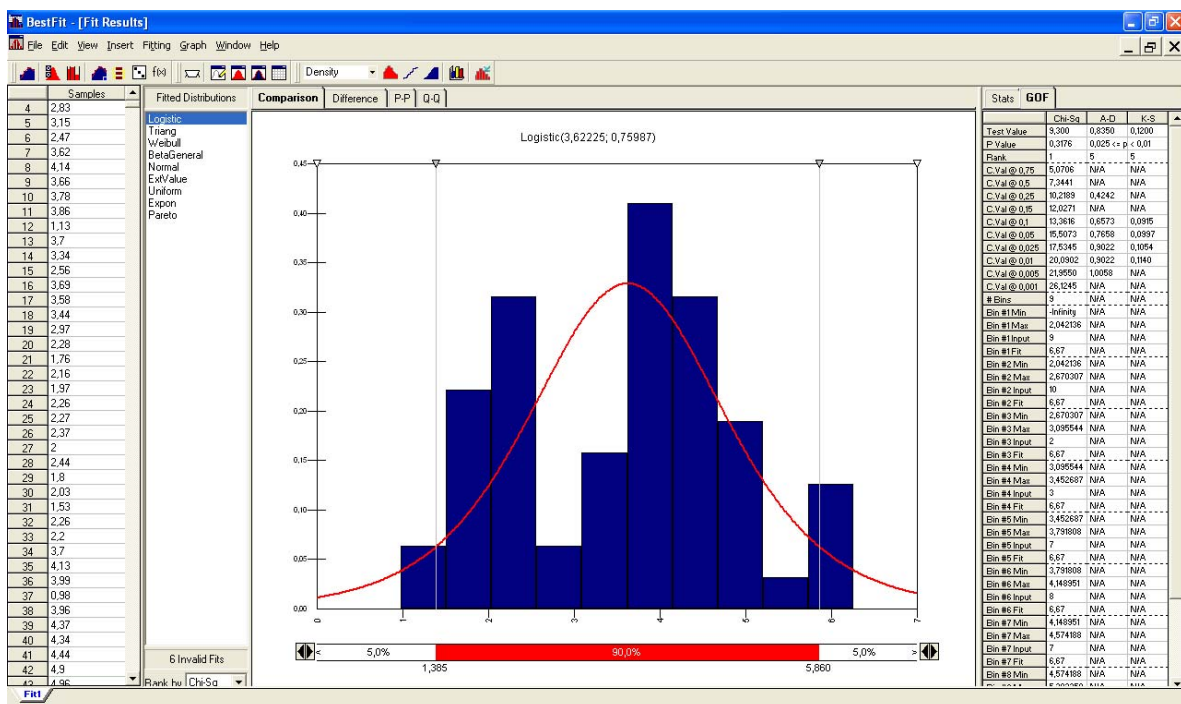 BestFit - [Fit Results]
File Edit View Insert Fitting Graph Window Help
f(x) Density
Samples
4 2,83
5 3,15
6 2,47
7 3,62
8 4,14
9 3,66
10 3,78
11 3,86
12 1,13
13 3,7
14 3,34
15 2,56
16 3,69
17 3,58
18 3,44
19 2,97
20 2,28
21 1,76
22 2,16
23 1,97
24 2,26
25 2,27
26 2,37
27 2
28 2,44
29 1,8
30 2,03
31 1,53
32 2,26
33 2,2
34 3,7
35 4,13
36 3,99
37 0,98
38 3,96
39 4,37
40 4,34
41 4,44
42 4,9
43 4,96
Fit1
Fitted Distributions
Logistic
Triang
Weibull
BetaGeneral
Normal
ExtValue
Uniform
Expon
Pareto
6 Invalid Fits
Rank by Chi-Sq
Comparison Difference P-P Q-Q
Logistic(3,62225; 0,75987)
0,45
0,40
0,35
0,30
0,25
0,20
0,15
0,10
0,05
0,00
0 1 2 3 4 5 6 7
< 5,0% 90,0% 5,0% >
1,385 5,860
Stats GOF
Chi-Sq A-D K-S
Test Value 9,300 0,8350 0,1200
P Value 0,3176 0,025 <= p < 0,01
Rank 1 5 5
C.Val @ 0,75 5,0706 N/A N/A
C.Val @ 0,5 7,3441 N/A N/A
C.Val @ 0,25 10,2189 0,4242 N/A
C.Val @ 0,15 12,0271 N/A N/A
C.Val @ 0,1 13,3616 0,6573 0,0915
C.Val @ 0,05 15,5073 0,7658 0,0997
C.Val @ 0,025 17,5345 0,9022 0,1054
C.Val @ 0,01 20,0902 0,9022 0,1140
C.Val @ 0,005 21,9550 1,0058 N/A
C.Val @ 0,001 26,1245 N/A N/A
# Bins 9 N/A N/A
Bin #1 Min -Infinity N/A N/A
Bin #1 Max 2,042136 N/A N/A
Bin #1 Input 9 N/A N/A
Bin #1 Fit 6,67 N/A N/A
Bin #2 Min 2,042136 N/A N/A
Bin #2 Max 2,670307 N/A N/A
Bin #2 Input 10 N/A N/A
Bin #2 Fit 6,67 N/A N/A
Bin #3 Min 2,670307 N/A N/A
Bin #3 Max 3,095544 N/A N/A
Bin #3 Input 2 N/A N/A
Bin #3 Fit 6,67 N/A N/A
Bin #4 Min 3,095544 N/A N/A
Bin #4 Max 3,452687 N/A N/A
Bin #4 Input 3 N/A N/A
Bin #4 Fit 6,67 N/A N/A
Bin #5 Min 3,452687 N/A N/A
Bin #5 Max 3,791808 N/A N/A
Bin #5 Input 7 N/A N/A
Bin #5 Fit 6,67 N/A N/A
Bin #6 Min 3,791808 N/A N/A
Bin #6 Max 4,148951 N/A N/A
Bin #6 Input 8 N/A N/A
Bin #6 Fit 6,67 N/A N/A
Bin #7 Min 4,148951 N/A N/A
Bin #7 Max 4,574188 N/A N/A
Bin #7 Input 7 N/A N/A
Bin #7 Fit 6,67 N/A N/A
Bin #8 Min 4,574188 N/A N/A